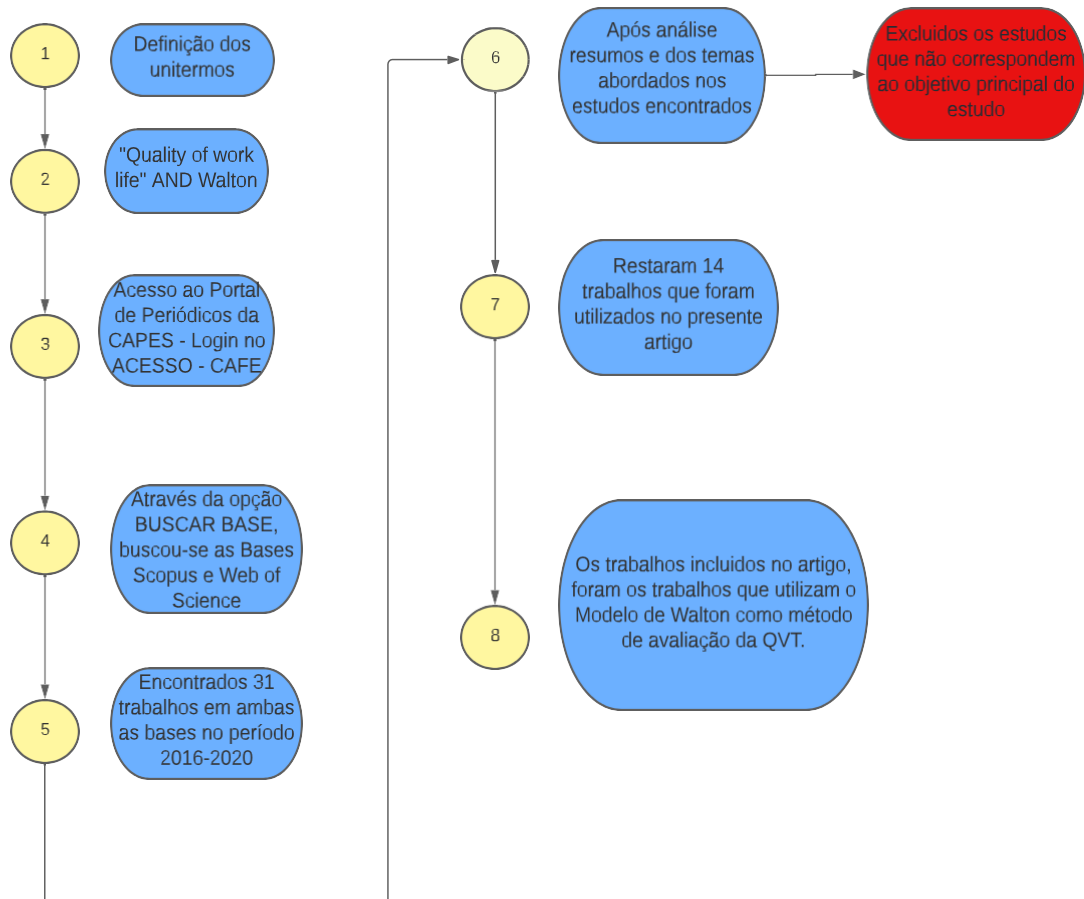 1
Definição dos
unitermos
2
"Quality of work
life" AND Walton
3
Acesso ao Portal
de Periódicos da
CAPES - Login no
ACESSO - CAFE
4
Através da opção
BUSCAR BASE,
buscou-se as Bases
Scopus e Web of
Science
5
Encontrados 31
trabalhos em ambas
as bases no período
2016-2020
6
Após análise
resumos e dos temas
abordados nos
estudos encontrados
Excluidos os estudos
que não correspondem
ao objetivo principal do
estudo
7
Restaram 14
trabalhos que foram
utilizados no presente
artigo
8
Os trabalhos incluidos no artigo,
foram os trabalhos que utilizam o
Modelo de Walton como método
de avaliação da QVT.